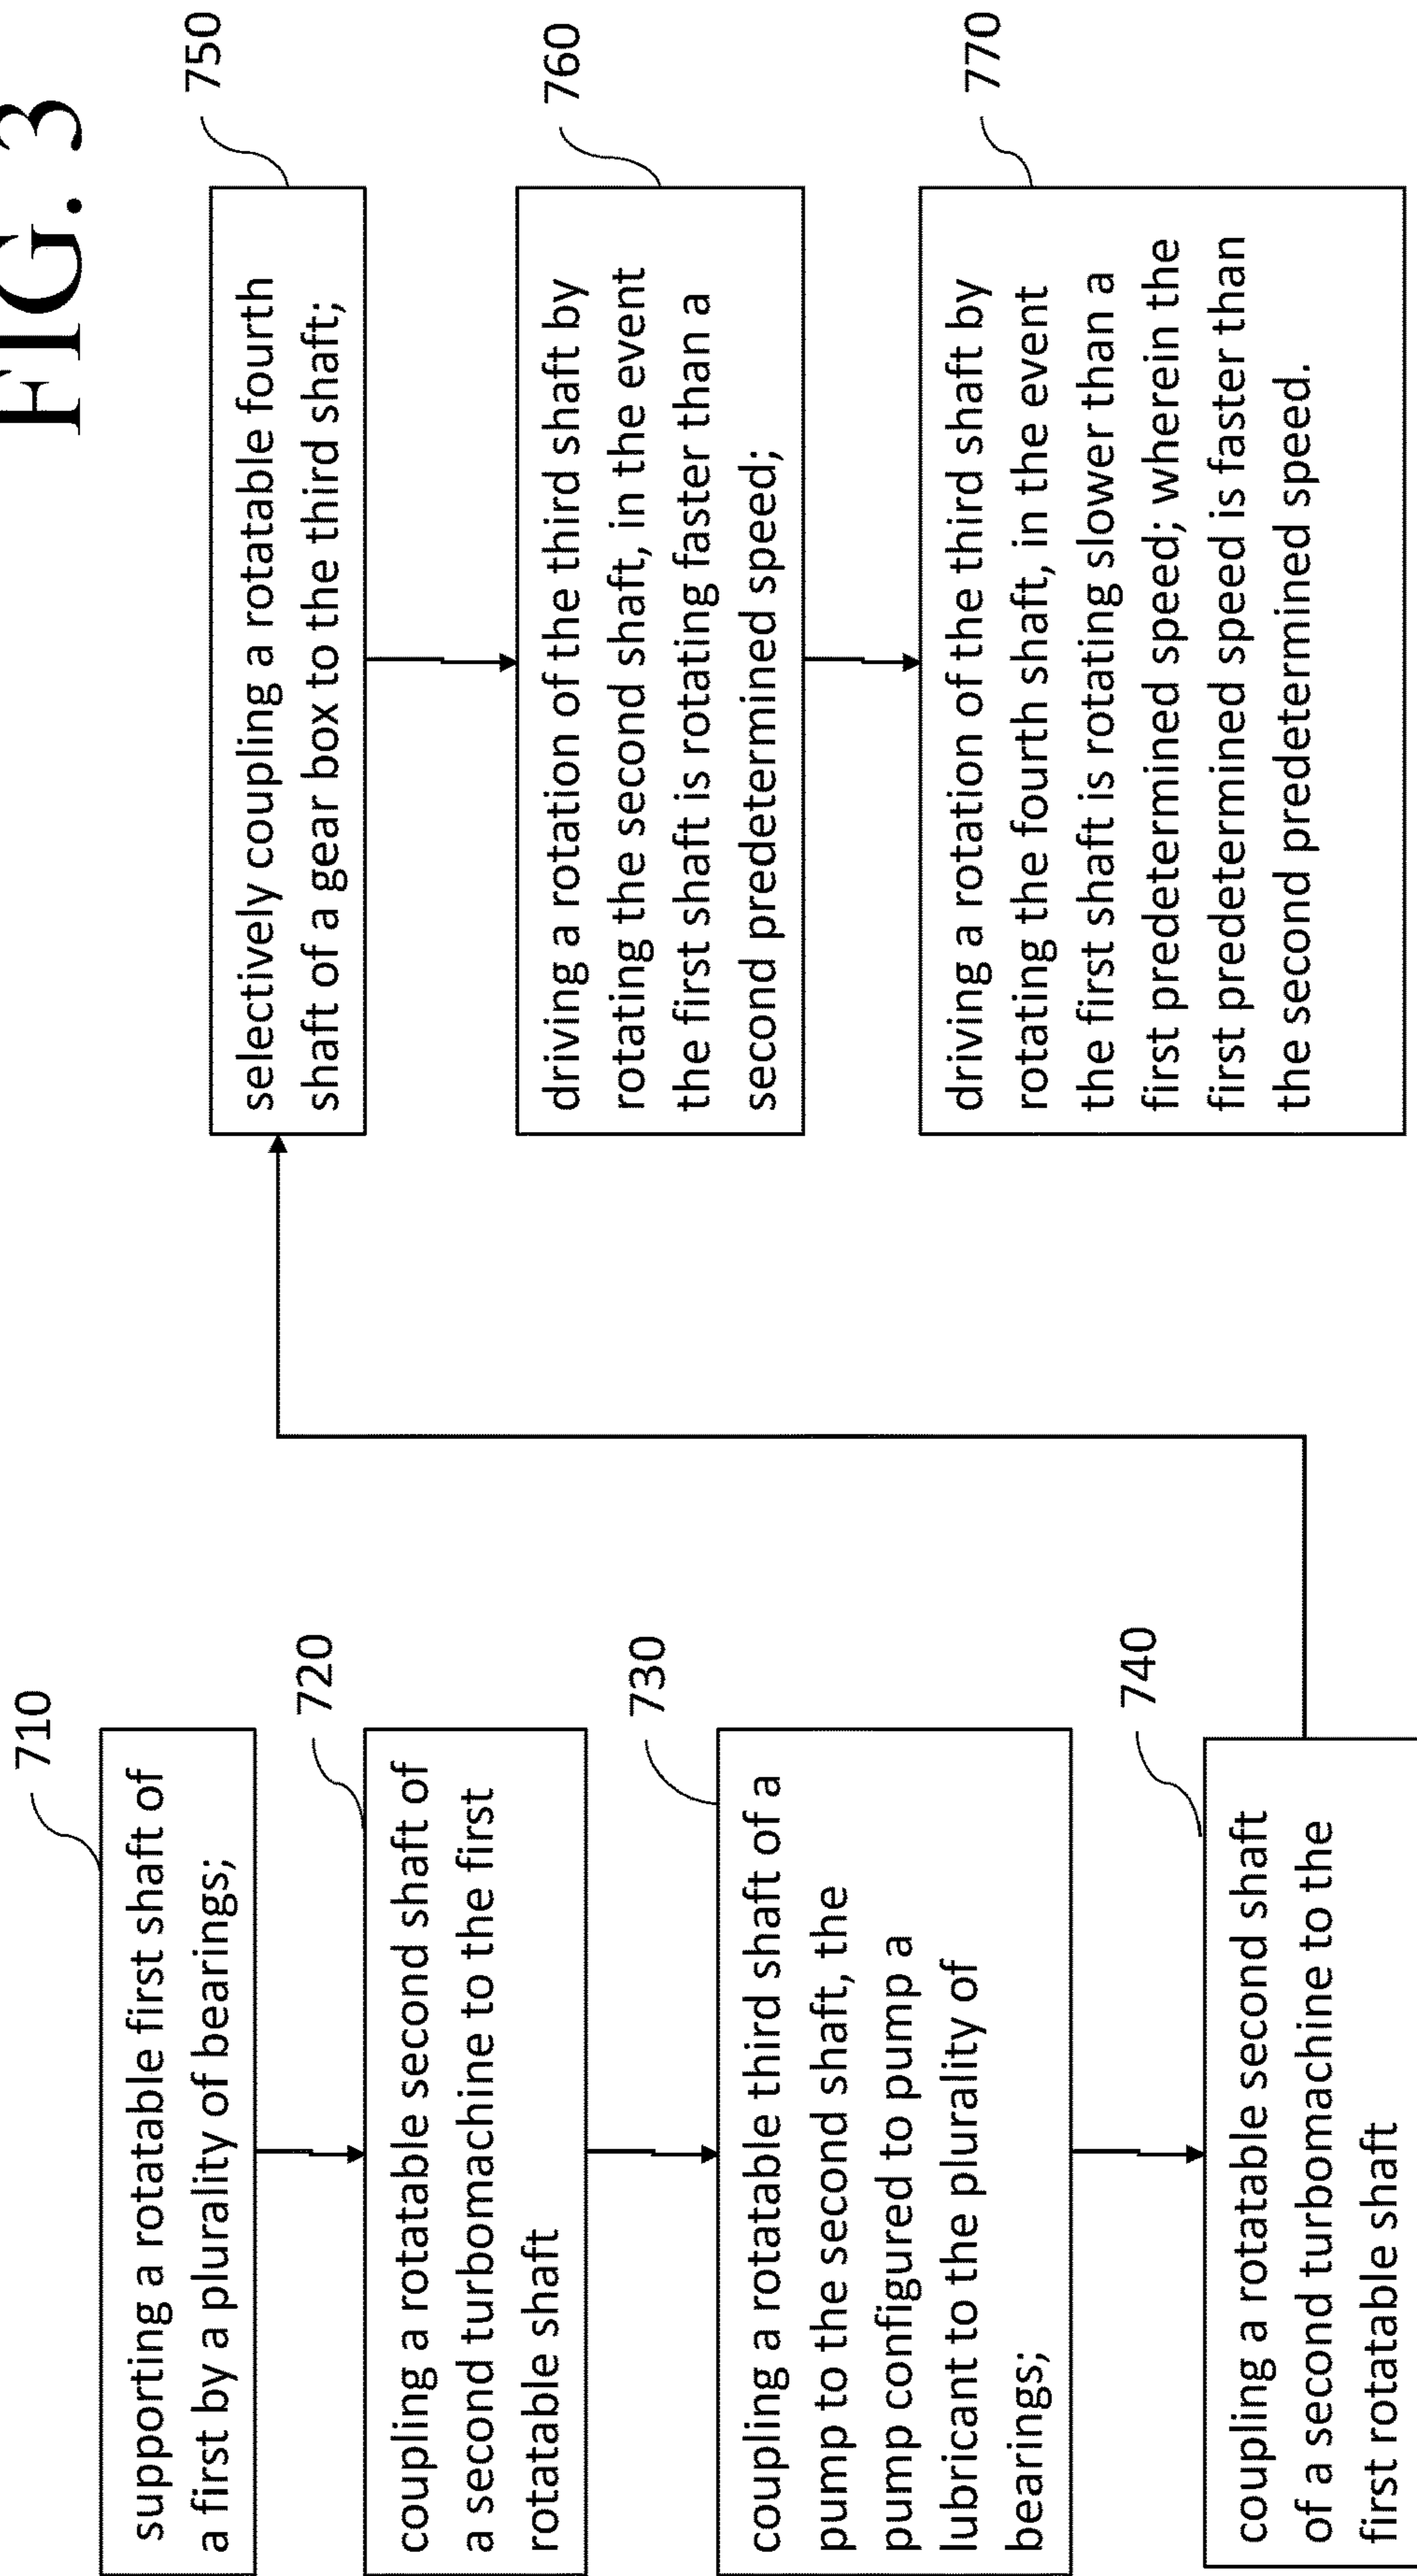 FIG. 3
710
supporting a rotatable first shaft of
a first by a plurality of bearings;
720
coupling a rotatable second shaft of
a second turbomachine to the first
rotatable shaft
730
coupling a rotatable third shaft of a
pump to the second shaft, the
pump configured to pump a
lubricant to the plurality of
bearings;
740
coupling a rotatable second shaft
of a second turbomachine to the
first rotatable shaft
750
selectively coupling a rotatable fourth
shaft of a gear box to the third shaft;
760
driving a rotation of the third shaft by
rotating the second shaft, in the event
the first shaft is rotating faster than a
second predetermined speed;
770
driving a rotation of the third shaft by
rotating the fourth shaft, in the event
the first shaft is rotating slower than a
first predetermined speed; wherein the
first predetermined speed is faster than
the second predetermined speed.